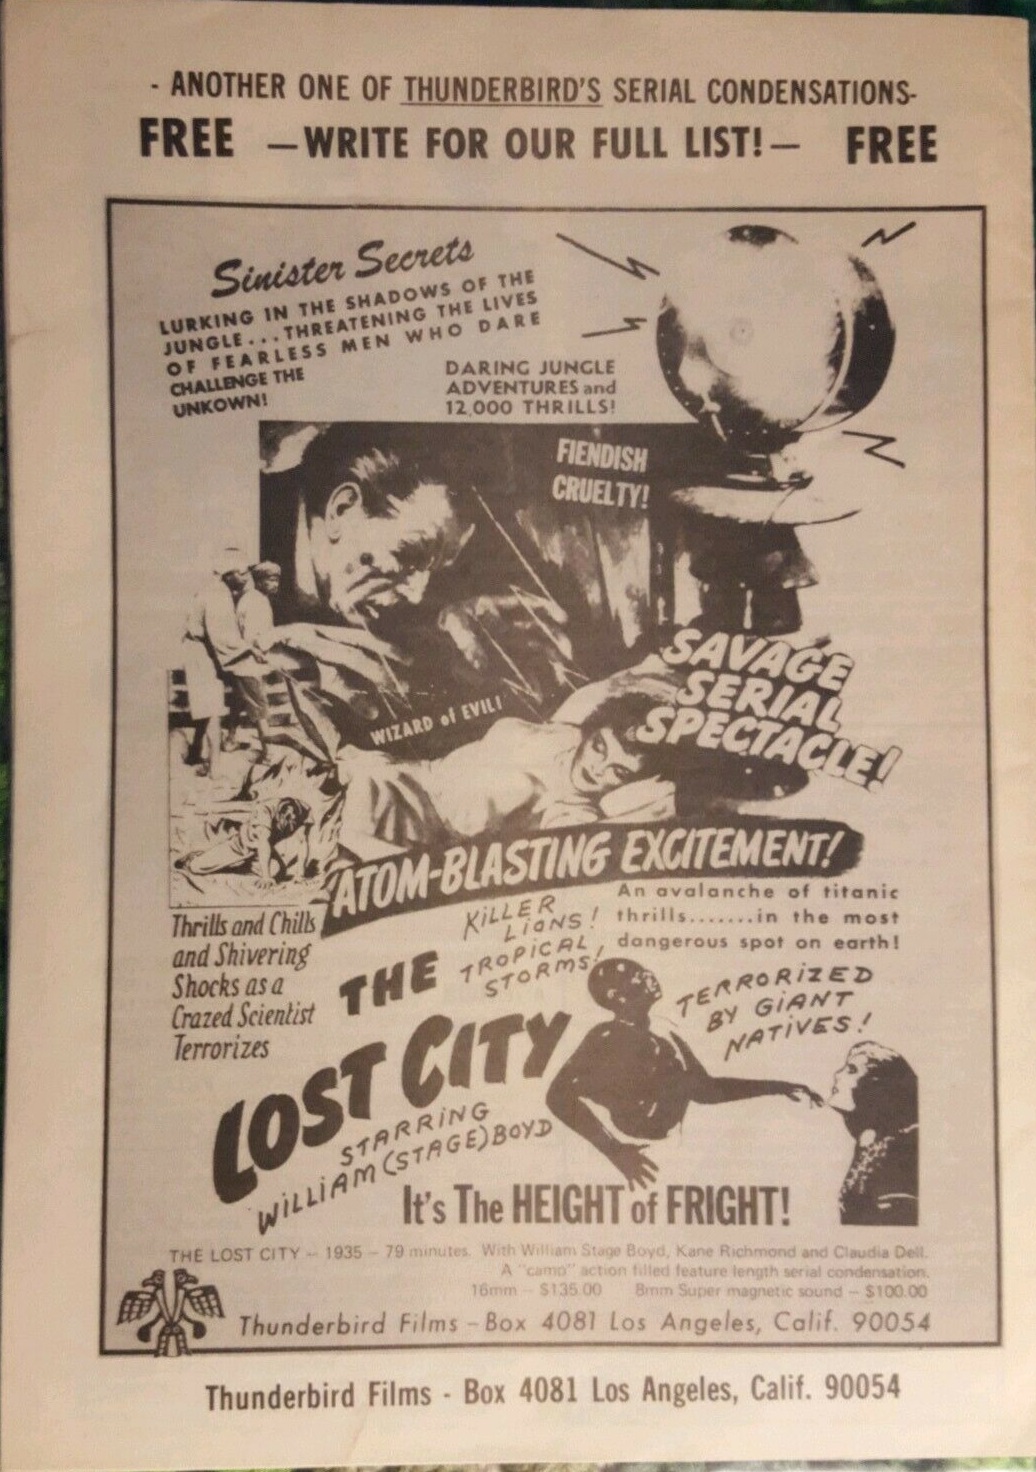 - ANOTHER ONE OF THUNDERBIRD'S SERIAL CONDENSATIONS-
FREE —WRITE FOR OUR FULL LIST!— FREE
Sinister Secrets
LURKING IN THE SHADOWS OF THE
JUNGLE...THREATENING THE LIVES
OF FEARLESS MEN WHO DARE
CHALLENGE THE
UNKOWN!
DARING JUNGLE
ADVENTURES and
12,000 THRILLS!
FIENDISH
CRUELTY!
SAVAGE
SERIAL
SPECTACLE!
WIZARD of EVIL!
ATOM-BLASTING EXCITEMENT!
An avalanche of titanic
thrills.......in the most
dangerous spot on earth!
KILLER
LIONS!
TROPICAL
STORMS!
Thrills and Chills
and Shivering
Shocks as a
Crazed Scientist
Terrorizes
THE
LOST CITY
TERRORIZED
BY GIANT
NATIVES!
STARRING
WILLIAM (STAGE) BOYD
It's The HEIGHT of FRIGHT!
THE LOST CITY — 1935 — 79 minutes. With William Stage Boyd, Kane Richmond and Claudia Dell.
A "camp" action filled feature length serial condensation.
16mm — $135.00 8mm Super magnetic sound — $100.00
Thunderbird Films — Box 4081 Los Angeles, Calif. 90054
Thunderbird Films - Box 4081 Los Angeles, Calif. 90054